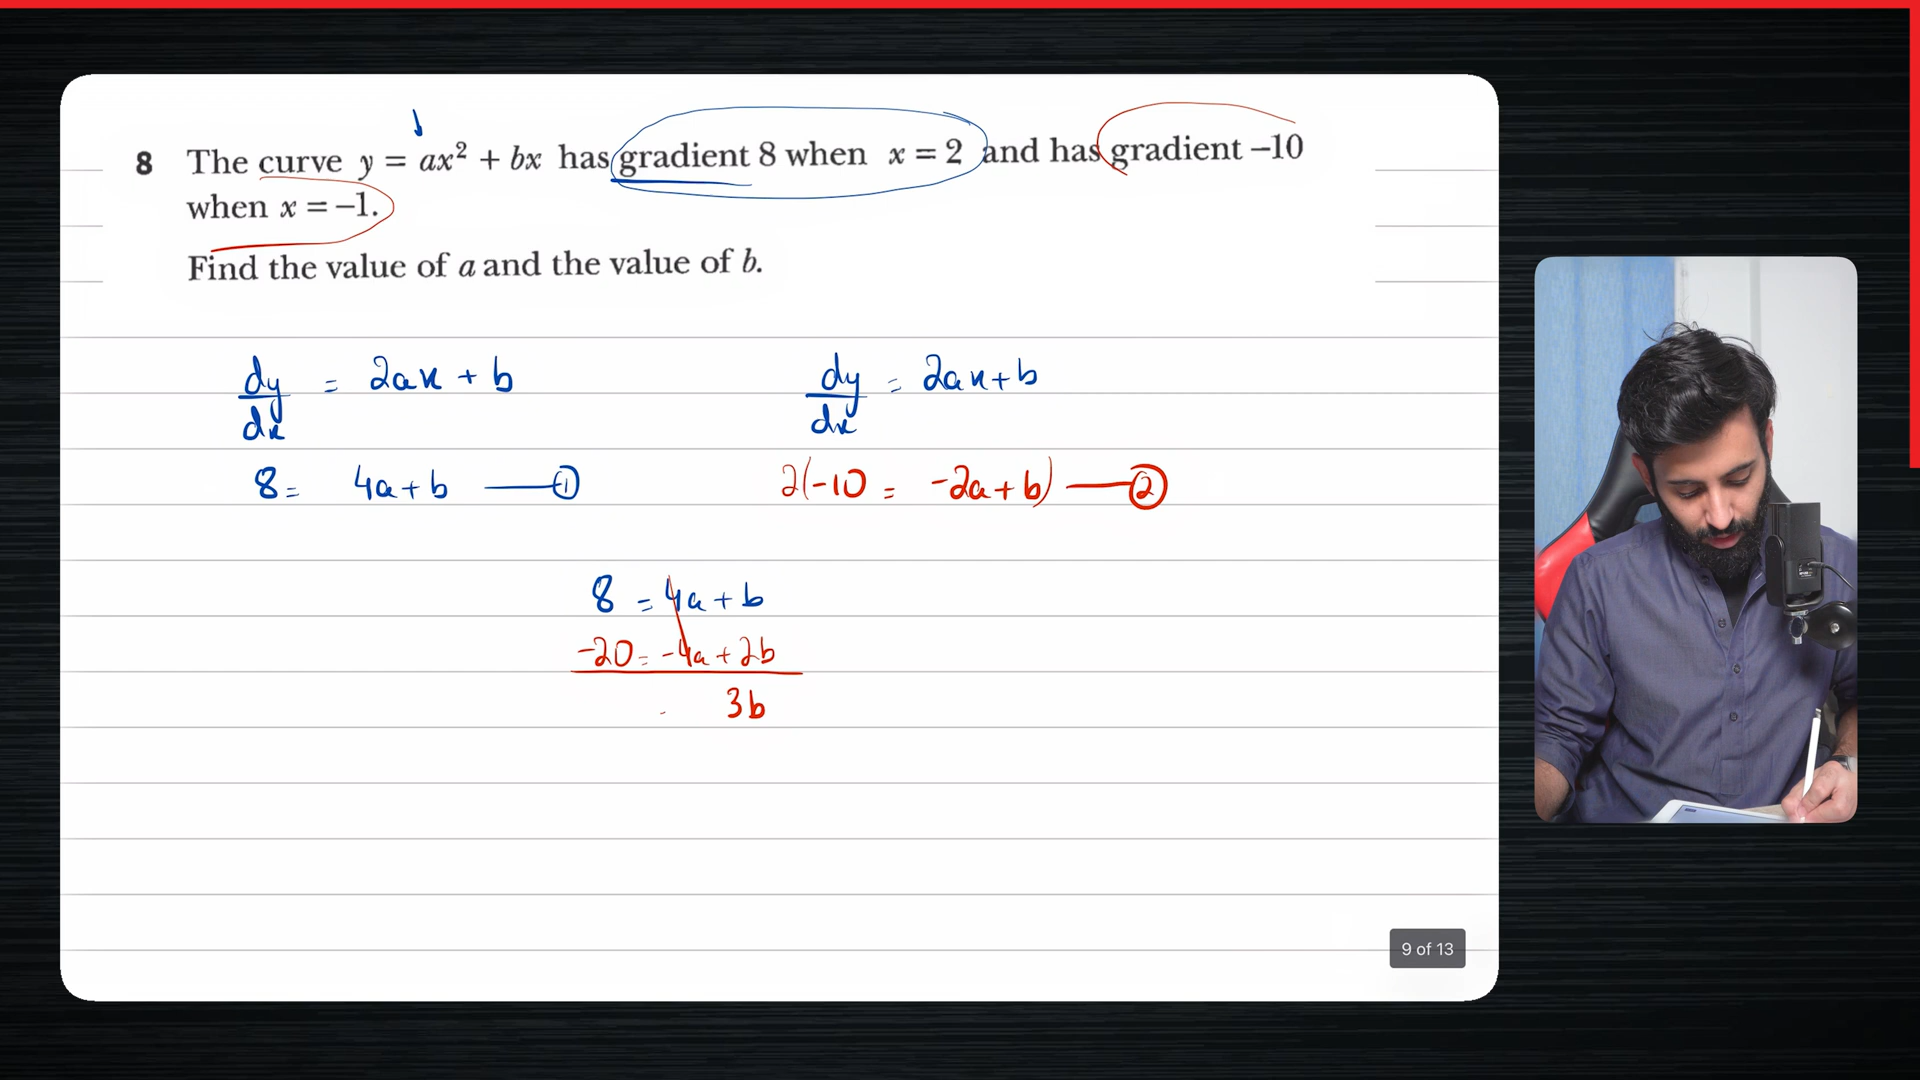 8 The curve y = ax² + bx has gradient 8 when x = 2 and has gradient –10
when x = –1.
Find the value of a and the value of b.
dy/dx = 2ax + b
dy/dx = 2ax + b
8 = 4a + b —— ①
2(-10 = -2a + b) —— ②
8 = 4a + b
-20 = -4a + 2b
3b
9 of 13